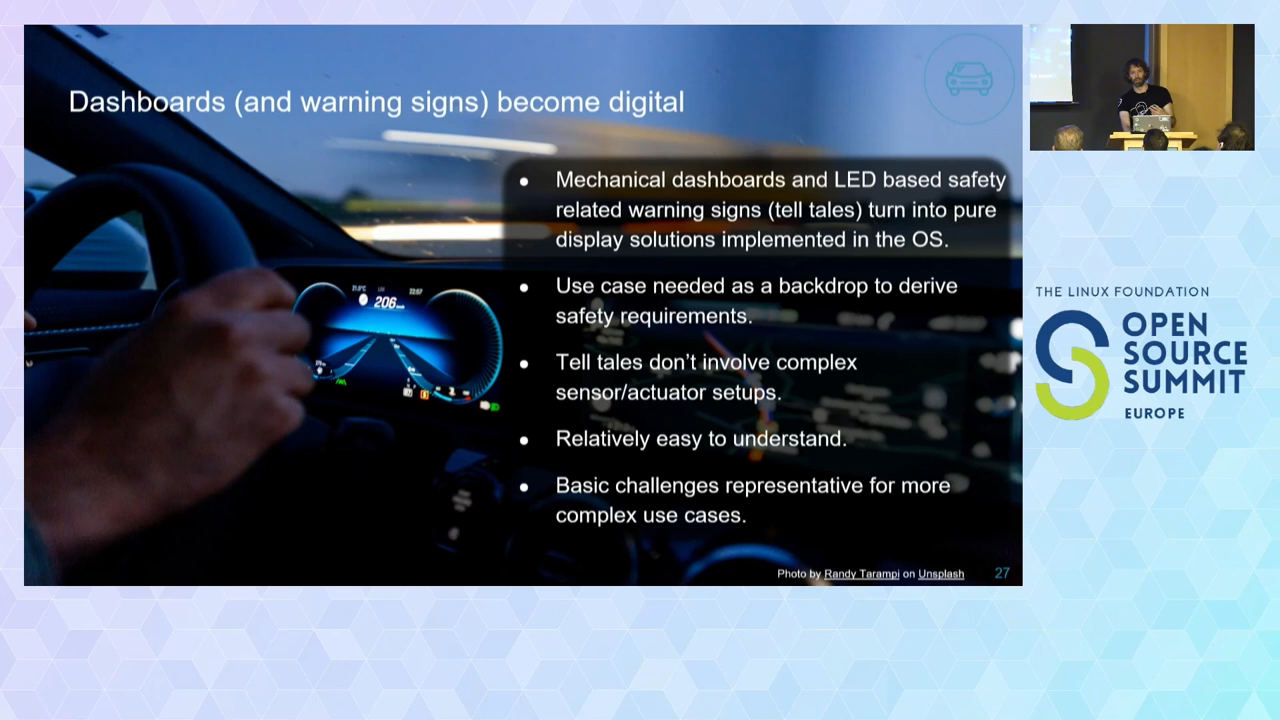 Dashboards (and warning signs) become digital
● Mechanical dashboards and LED based safety
related warning signs (tell tales) turn into pure
display solutions implemented in the OS.
● Use case needed as a backdrop to derive
safety requirements.
● Tell tales don't involve complex
sensor/actuator setups.
● Relatively easy to understand.
● Basic challenges representative for more
complex use cases.
206
22:07
Photo by Randy Tarampi on Unsplash
27
THE LINUX FOUNDATION
OPEN
SOURCE
SUMMIT
EUROPE